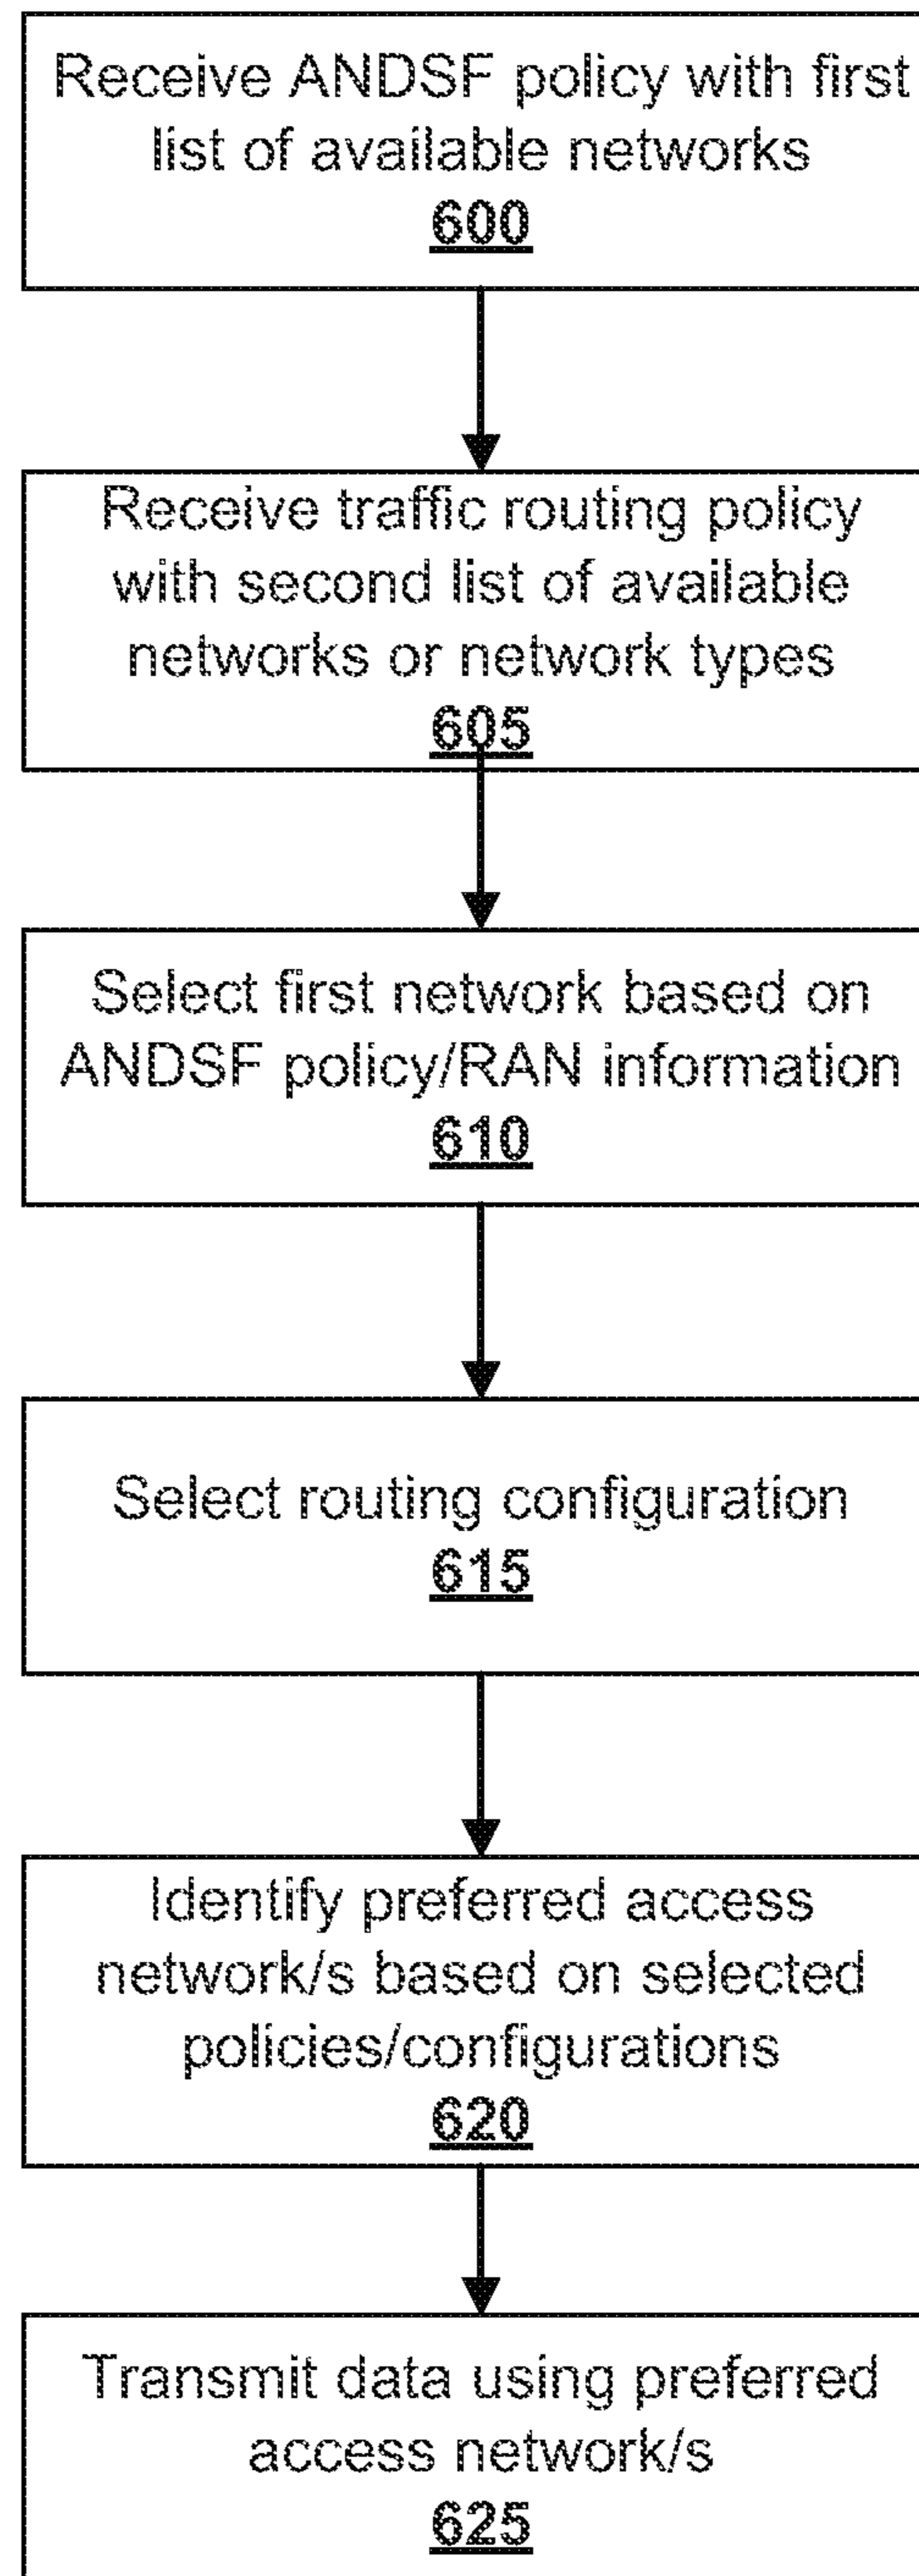 Receive ANDSF policy with first
list of available networks
600
Receive traffic routing policy
with second list of available
networks or network types
605
Select first network based on
ANDSF policy/RAN information
610
Select routing configuration
615
Identify preferred access
network/s based on selected
policies/configurations
620
Transmit data using preferred
access network/s
625